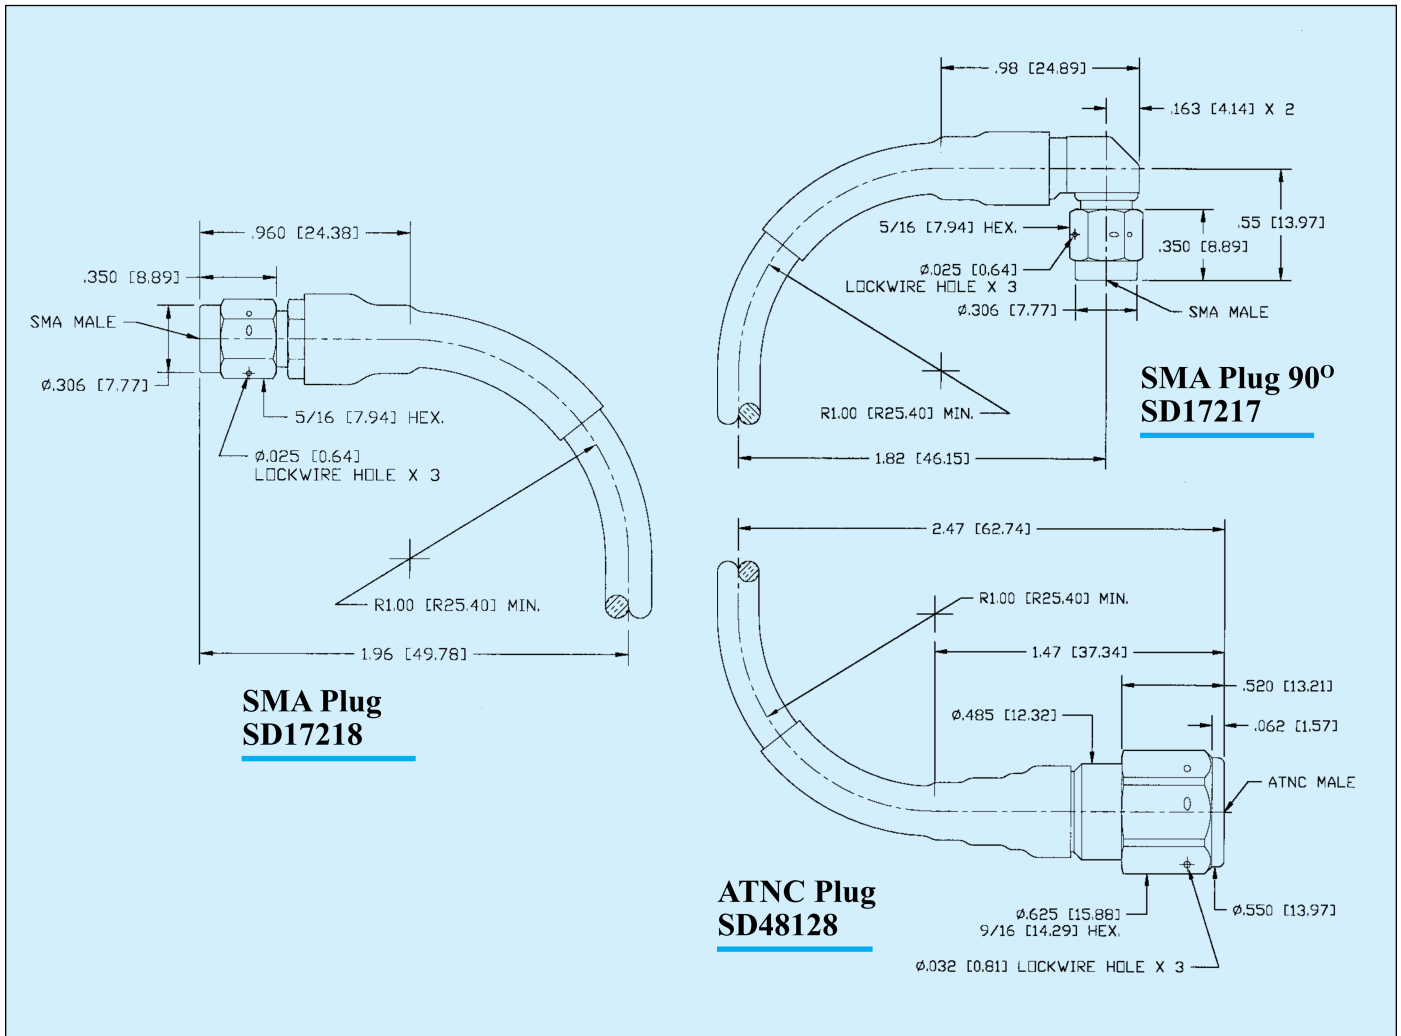 .960 [24.38]
.350 [8.89]
SMA MALE
Ø.306 [7.77]
5/16 [7.94] HEX.
Ø.025 [0.64]
LOCKWIRE HOLE X 3
R1.00 [R25.40] MIN.
1.96 [49.78]
SMA Plug
SD17218
.98 [24.89]
.163 [4.14] X 2
5/16 [7.94] HEX.
.55 [13.97]
.350 [8.89]
Ø.025 [0.64]
LOCKWIRE HOLE X 3
Ø.306 [7.77]
SMA MALE
R1.00 [R25.40] MIN.
1.82 [46.15]
SMA Plug 90O
SD17217
2.47 [62.74]
R1.00 [R25.40] MIN.
1.47 [37.34]
.520 [13.21]
Ø.485 [12.32]
.062 [1.57]
ATNC MALE
Ø.625 [15.88]
9/16 [14.29] HEX.
Ø.550 [13.97]
Ø.032 [0.81] LOCKWIRE HOLE X 3
ATNC Plug
SD48128